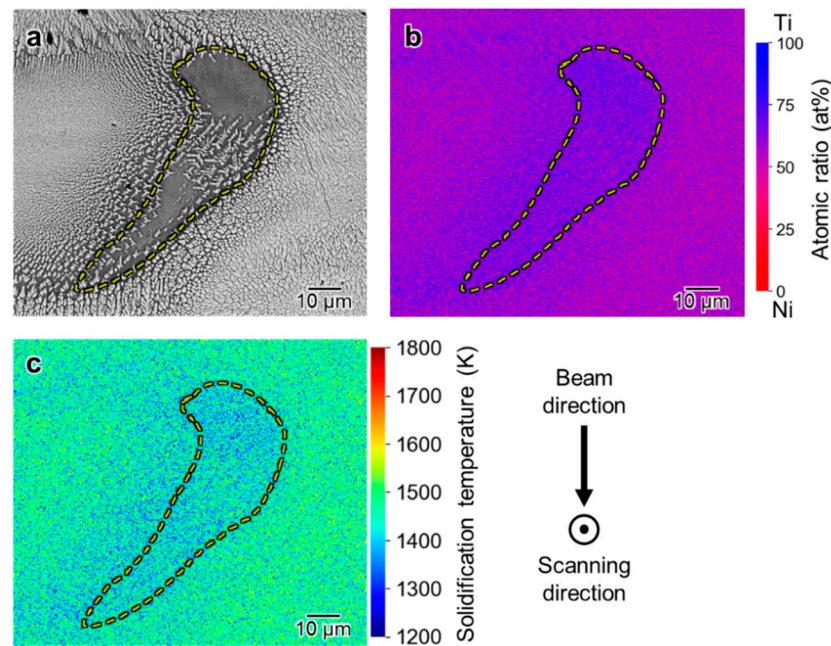 a
10 μm
b
10 μm
Ti
100
75
50
25
0
Ni
Atomic ratio (at%)
c
10 μm
1800
1700
1600
1500
1400
1300
1200
Solidification temperature (K)
Beam
direction
Scanning
direction